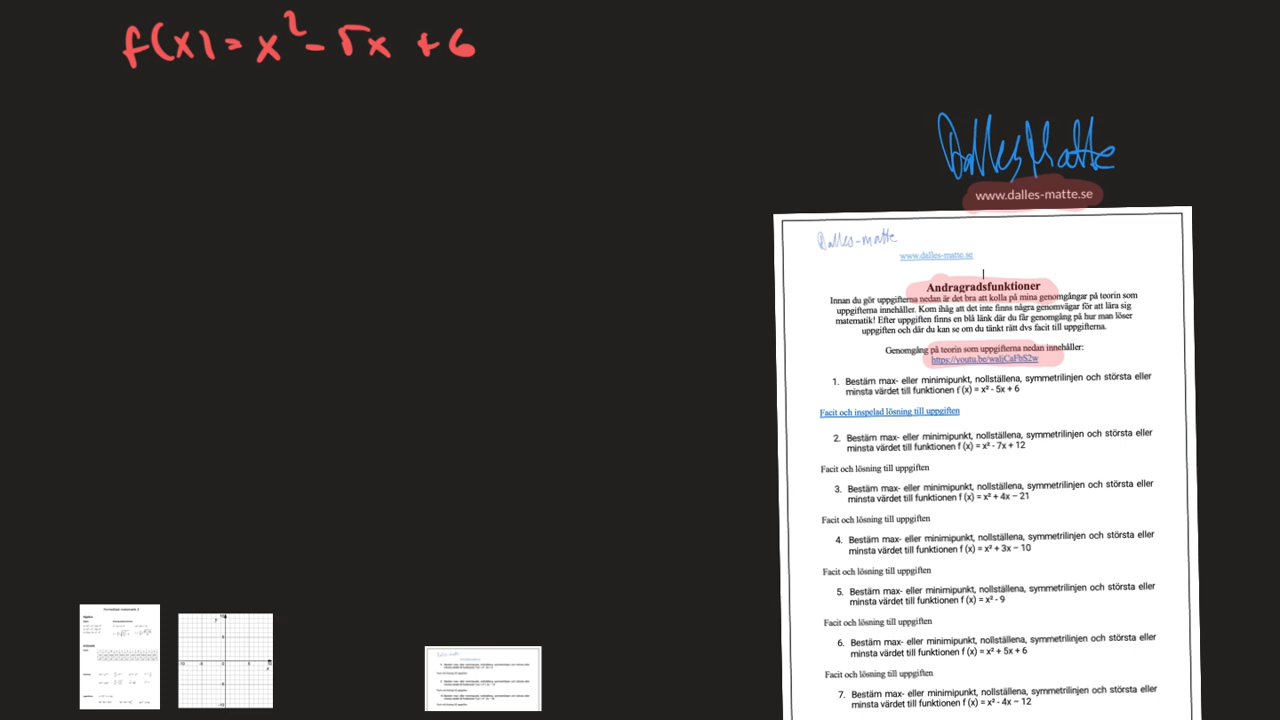 f(x) = x² - 5x + 6
Dalles Matte
www.dalles-matte.se
Dalles-matte
www.dalles-matte.se
Andragradsfunktioner
Innan du gör uppgifterna nedan är det bra att kolla på mina genomgångar på teorin som
uppgifterna innehåller. Kom ihåg att det inte finns några genomvägar för att lära sig
matematik! Efter uppgiften finns en blå länk där du får genomgång på hur man löser
uppgiften och där du kan se om du tänkt rätt dvs facit till uppgifterna.
Genomgång på teorin som uppgifterna nedan innehåller:
1. Bestäm max- eller minimipunkt, nollställena, symmetrilinjen och största eller
minsta värdet till funktionen f (x) = x² - 5x + 6
Facit och inspelad lösning till uppgiften
2. Bestäm max- eller minimipunkt, nollställena, symmetrilinjen och största eller
minsta värdet till funktionen f (x) = x² - 7x + 12
Facit och lösning till uppgiften
3. Bestäm max- eller minimipunkt, nollställena, symmetrilinjen och största eller
minsta värdet till funktionen f (x) = x² + 4x – 21
Facit och lösning till uppgiften
4. Bestäm max- eller minimipunkt, nollställena, symmetrilinjen och största eller
minsta värdet till funktionen f (x) = x² + 3x – 10
Facit och lösning till uppgiften
5. Bestäm max- eller minimipunkt, nollställena, symmetrilinjen och största eller
minsta värdet till funktionen f (x) = x² - 9
Facit och lösning till uppgiften
6. Bestäm max- eller minimipunkt, nollställena, symmetrilinjen och största eller
minsta värdet till funktionen f (x) = x² + 5x + 6
Facit och lösning till uppgiften
7. Bestäm max- eller minimipunkt, nollställena, symmetrilinjen och största eller
minsta värdet till funktionen f (x) = x² - 4x – 12